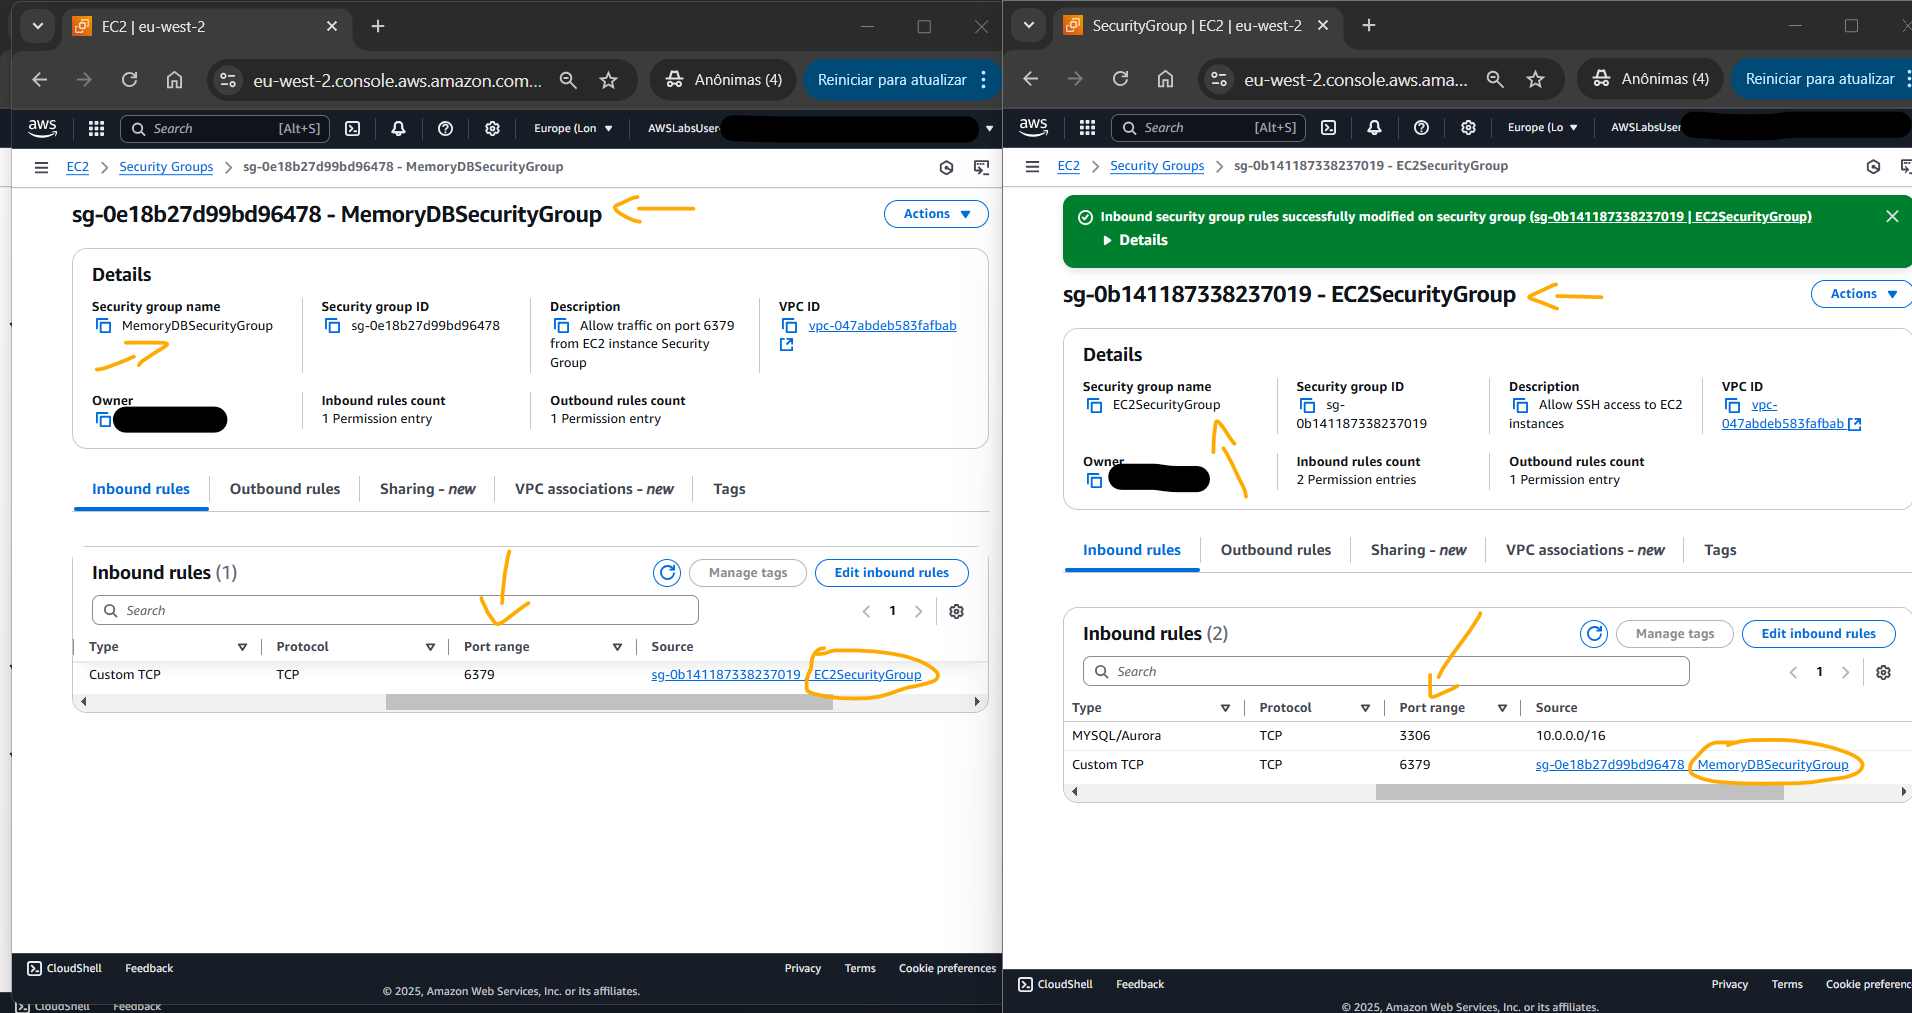 EC2 | eu-west-2
eu-west-2.console.aws.amazon.com...
Anônimas (4)
Reiniciar para atualizar
aws
Search [Alt+S]
Europe (Lon
AWSLabsUser-
EC2 > Security Groups > sg-0e18b27d99bd96478 - MemoryDBSecurityGroup
sg-0e18b27d99bd96478 - MemoryDBSecurityGroup
Actions
Details
Security group name
MemoryDBSecurityGroup
Security group ID
sg-0e18b27d99bd96478
Description
Allow traffic on port 6379
from EC2 instance Security
Group
VPC ID
vpc-047abdeb583fafbab
Owner
Inbound rules count
1 Permission entry
Outbound rules count
1 Permission entry
Inbound rules
Outbound rules
Sharing - new
VPC associations - new
Tags
Inbound rules (1)
Manage tags
Edit inbound rules
Search
1
Type Protocol Port range Source
Custom TCP TCP 6379 sg-0b141187338237019 / EC2SecurityGroup
CloudShell Feedback Privacy Terms Cookie preferences
© 2025, Amazon Web Services, Inc. or its affiliates.
CloudShell Feedback
SecurityGroup | EC2 | eu-west-2
eu-west-2.console.aws.ama...
Anônimas (4)
Reiniciar para atualizar
aws
Search [Alt+S]
Europe (Lo
AWSLabsUser
EC2 > Security Groups > sg-0b141187338237019 - EC2SecurityGroup
Inbound security group rules successfully modified on security group (sg-0b141187338237019 | EC2SecurityGroup)
Details
sg-0b141187338237019 - EC2SecurityGroup
Actions
Details
Security group name
EC2SecurityGroup
Security group ID
sg-
0b141187338237019
Description
Allow SSH access to EC2
instances
VPC ID
vpc-
047abdeb583fafbab
Owner
Inbound rules count
2 Permission entries
Outbound rules count
1 Permission entry
Inbound rules
Outbound rules
Sharing - new
VPC associations - new
Tags
Inbound rules (2)
Manage tags
Edit inbound rules
Search
1
Type Protocol Port range Source
MYSQL/Aurora TCP 3306 10.0.0.0/16
Custom TCP TCP 6379 sg-0e18b27d99bd96478 MemoryDBSecurityGroup
CloudShell Feedback Privacy Terms Cookie preferenc
© 2025, Amazon Web Services, Inc. or its affiliates.